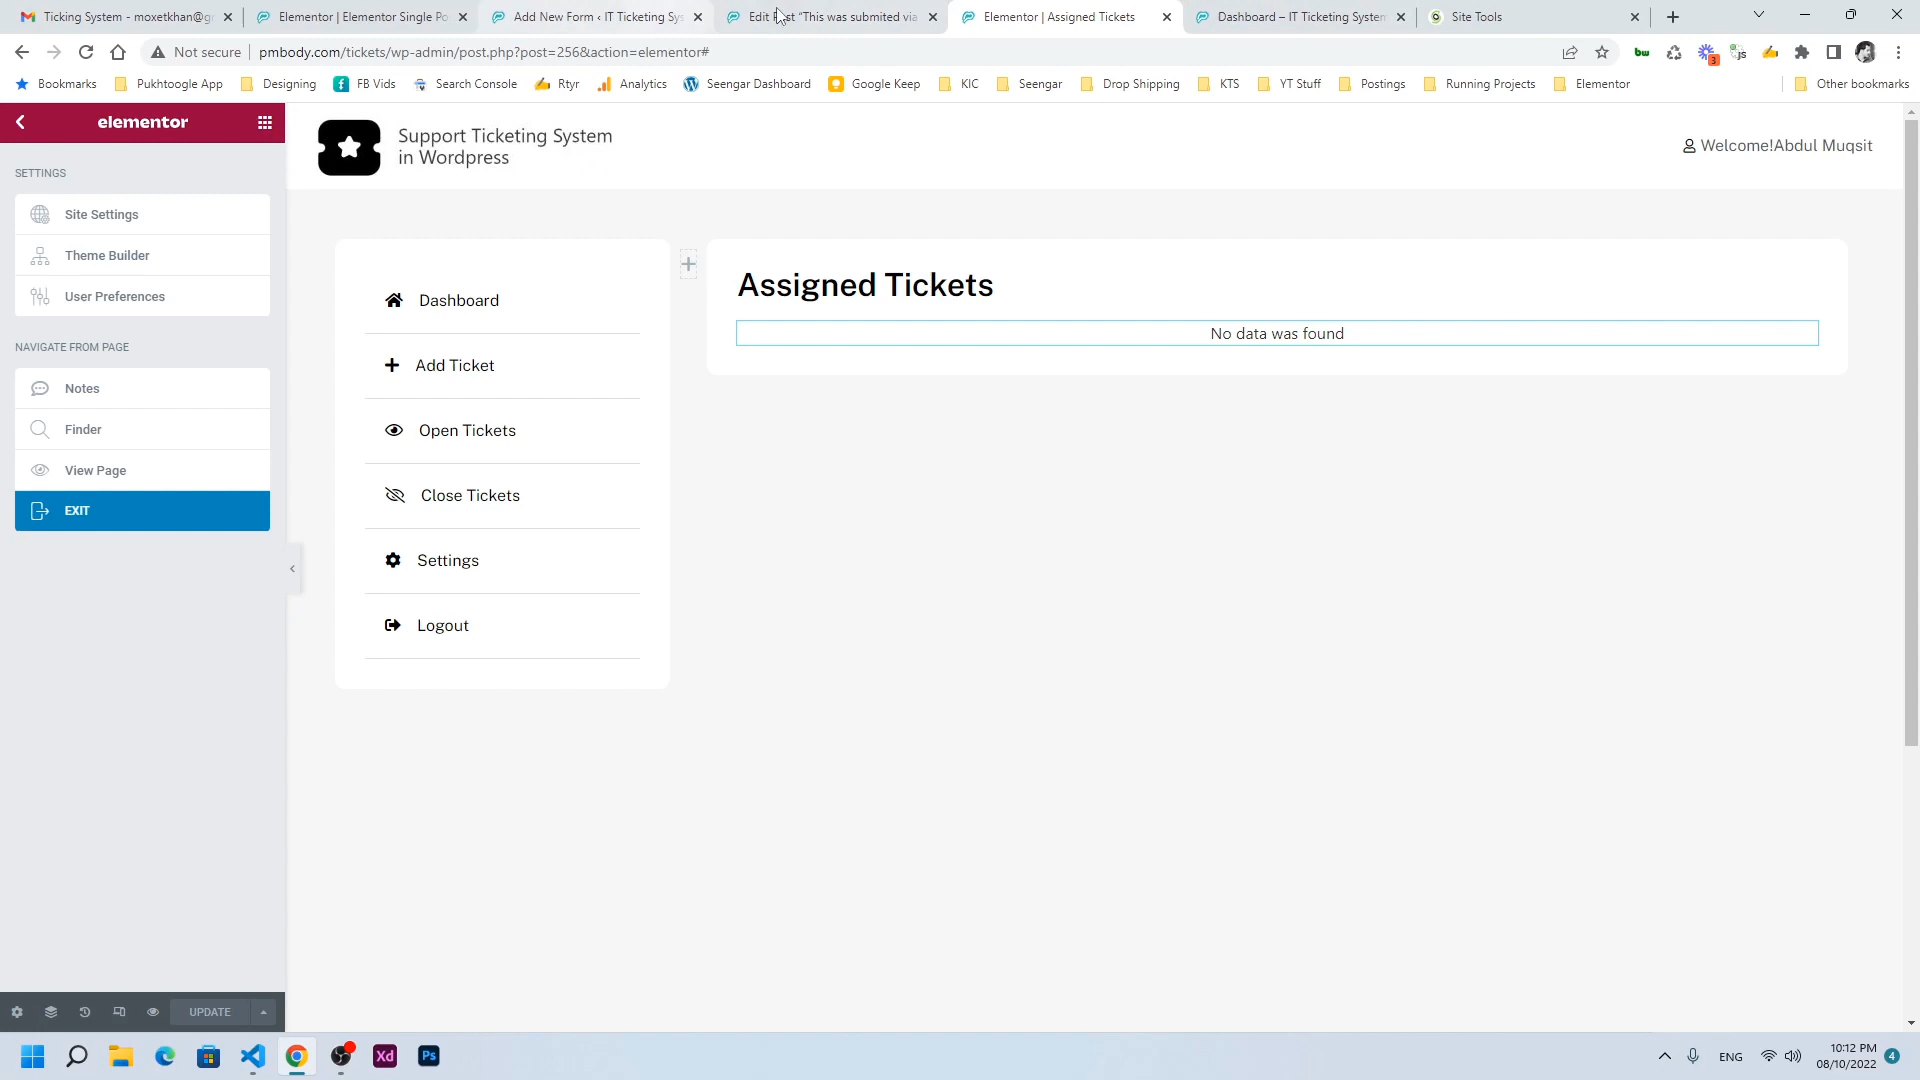 Ticking System - moxetkhan@g
Elementor | Elementor Single Po
Add New Form ‹ IT Ticketing Sys
Edit Post "This was submited via
Elementor | Assigned Tickets
Dashboard – IT Ticketing System
Site Tools
Not secure
pmbody.com/tickets/wp-admin/post.php?post=256&action=elementor#
3
Bookmarks
Pukhtoogle App
Designing
FB Vids
Search Console
Rtyr
Analytics
Seengar Dashboard
Google Keep
KIC
Seengar
Drop Shipping
KTS
YT Stuff
Postings
Running Projects
Elementor
Other bookmarks
elementor
SETTINGS
Site Settings
Theme Builder
User Preferences
NAVIGATE FROM PAGE
Notes
Finder
View Page
EXIT
UPDATE
Support Ticketing System
in Wordpress
Welcome!Abdul Muqsit
Dashboard
Add Ticket
Open Tickets
Close Tickets
Settings
Logout
Assigned Tickets
No data was found
Xd
Ps
ENG
10:12 PM
08/10/2022
4